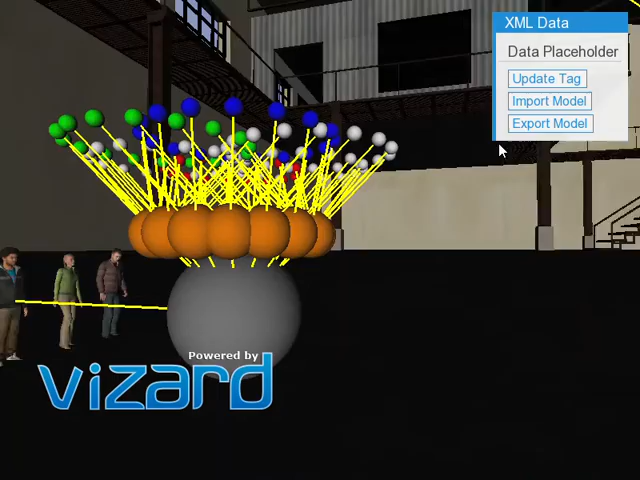 XML Data
Data Placeholder
Update Tag
Import Model
Export Model
Powered by
vizard